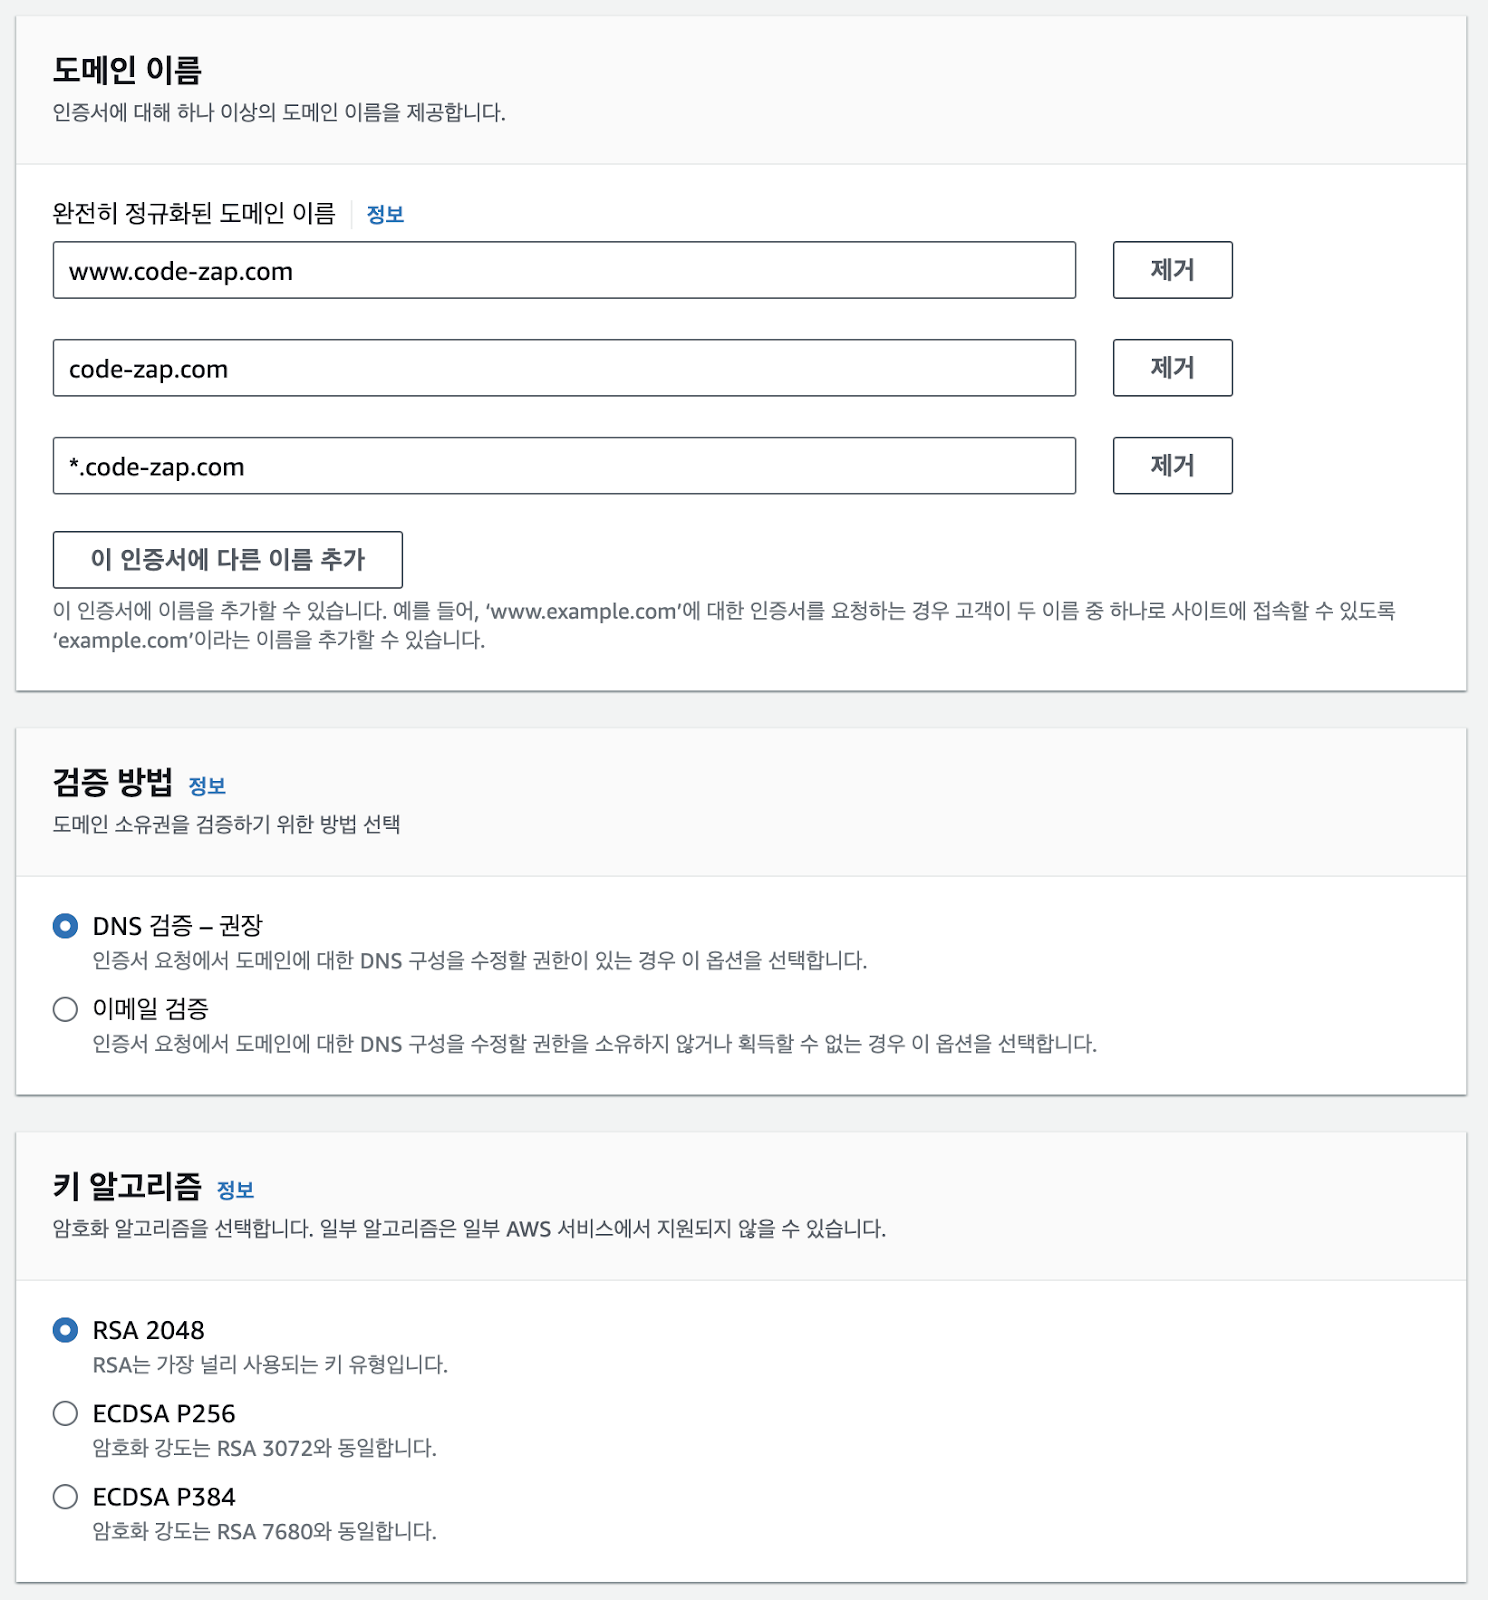 도메인 이름
인증서에 대해 하나 이상의 도메인 이름을 제공합니다.
완전히 정규화된 도메인 이름 정보
www.code-zap.com 제거
code-zap.com 제거
*.code-zap.com 제거
이 인증서에 다른 이름 추가
이 인증서에 이름을 추가할 수 있습니다. 예를 들어, ‘www.example.com’에 대한 인증서를 요청하는 경우 고객이 두 이름 중 하나로 사이트에 접속할 수 있도록
‘example.com’이라는 이름을 추가할 수 있습니다.
검증 방법 정보
도메인 소유권을 검증하기 위한 방법 선택
DNS 검증 – 권장
인증서 요청에서 도메인에 대한 DNS 구성을 수정할 권한이 있는 경우 이 옵션을 선택합니다.
이메일 검증
인증서 요청에서 도메인에 대한 DNS 구성을 수정할 권한을 소유하지 않거나 획득할 수 없는 경우 이 옵션을 선택합니다.
키 알고리즘 정보
암호화 알고리즘을 선택합니다. 일부 알고리즘은 일부 AWS 서비스에서 지원되지 않을 수 있습니다.
RSA 2048
RSA는 가장 널리 사용되는 키 유형입니다.
ECDSA P256
암호화 강도는 RSA 3072와 동일합니다.
ECDSA P384
암호화 강도는 RSA 7680와 동일합니다.